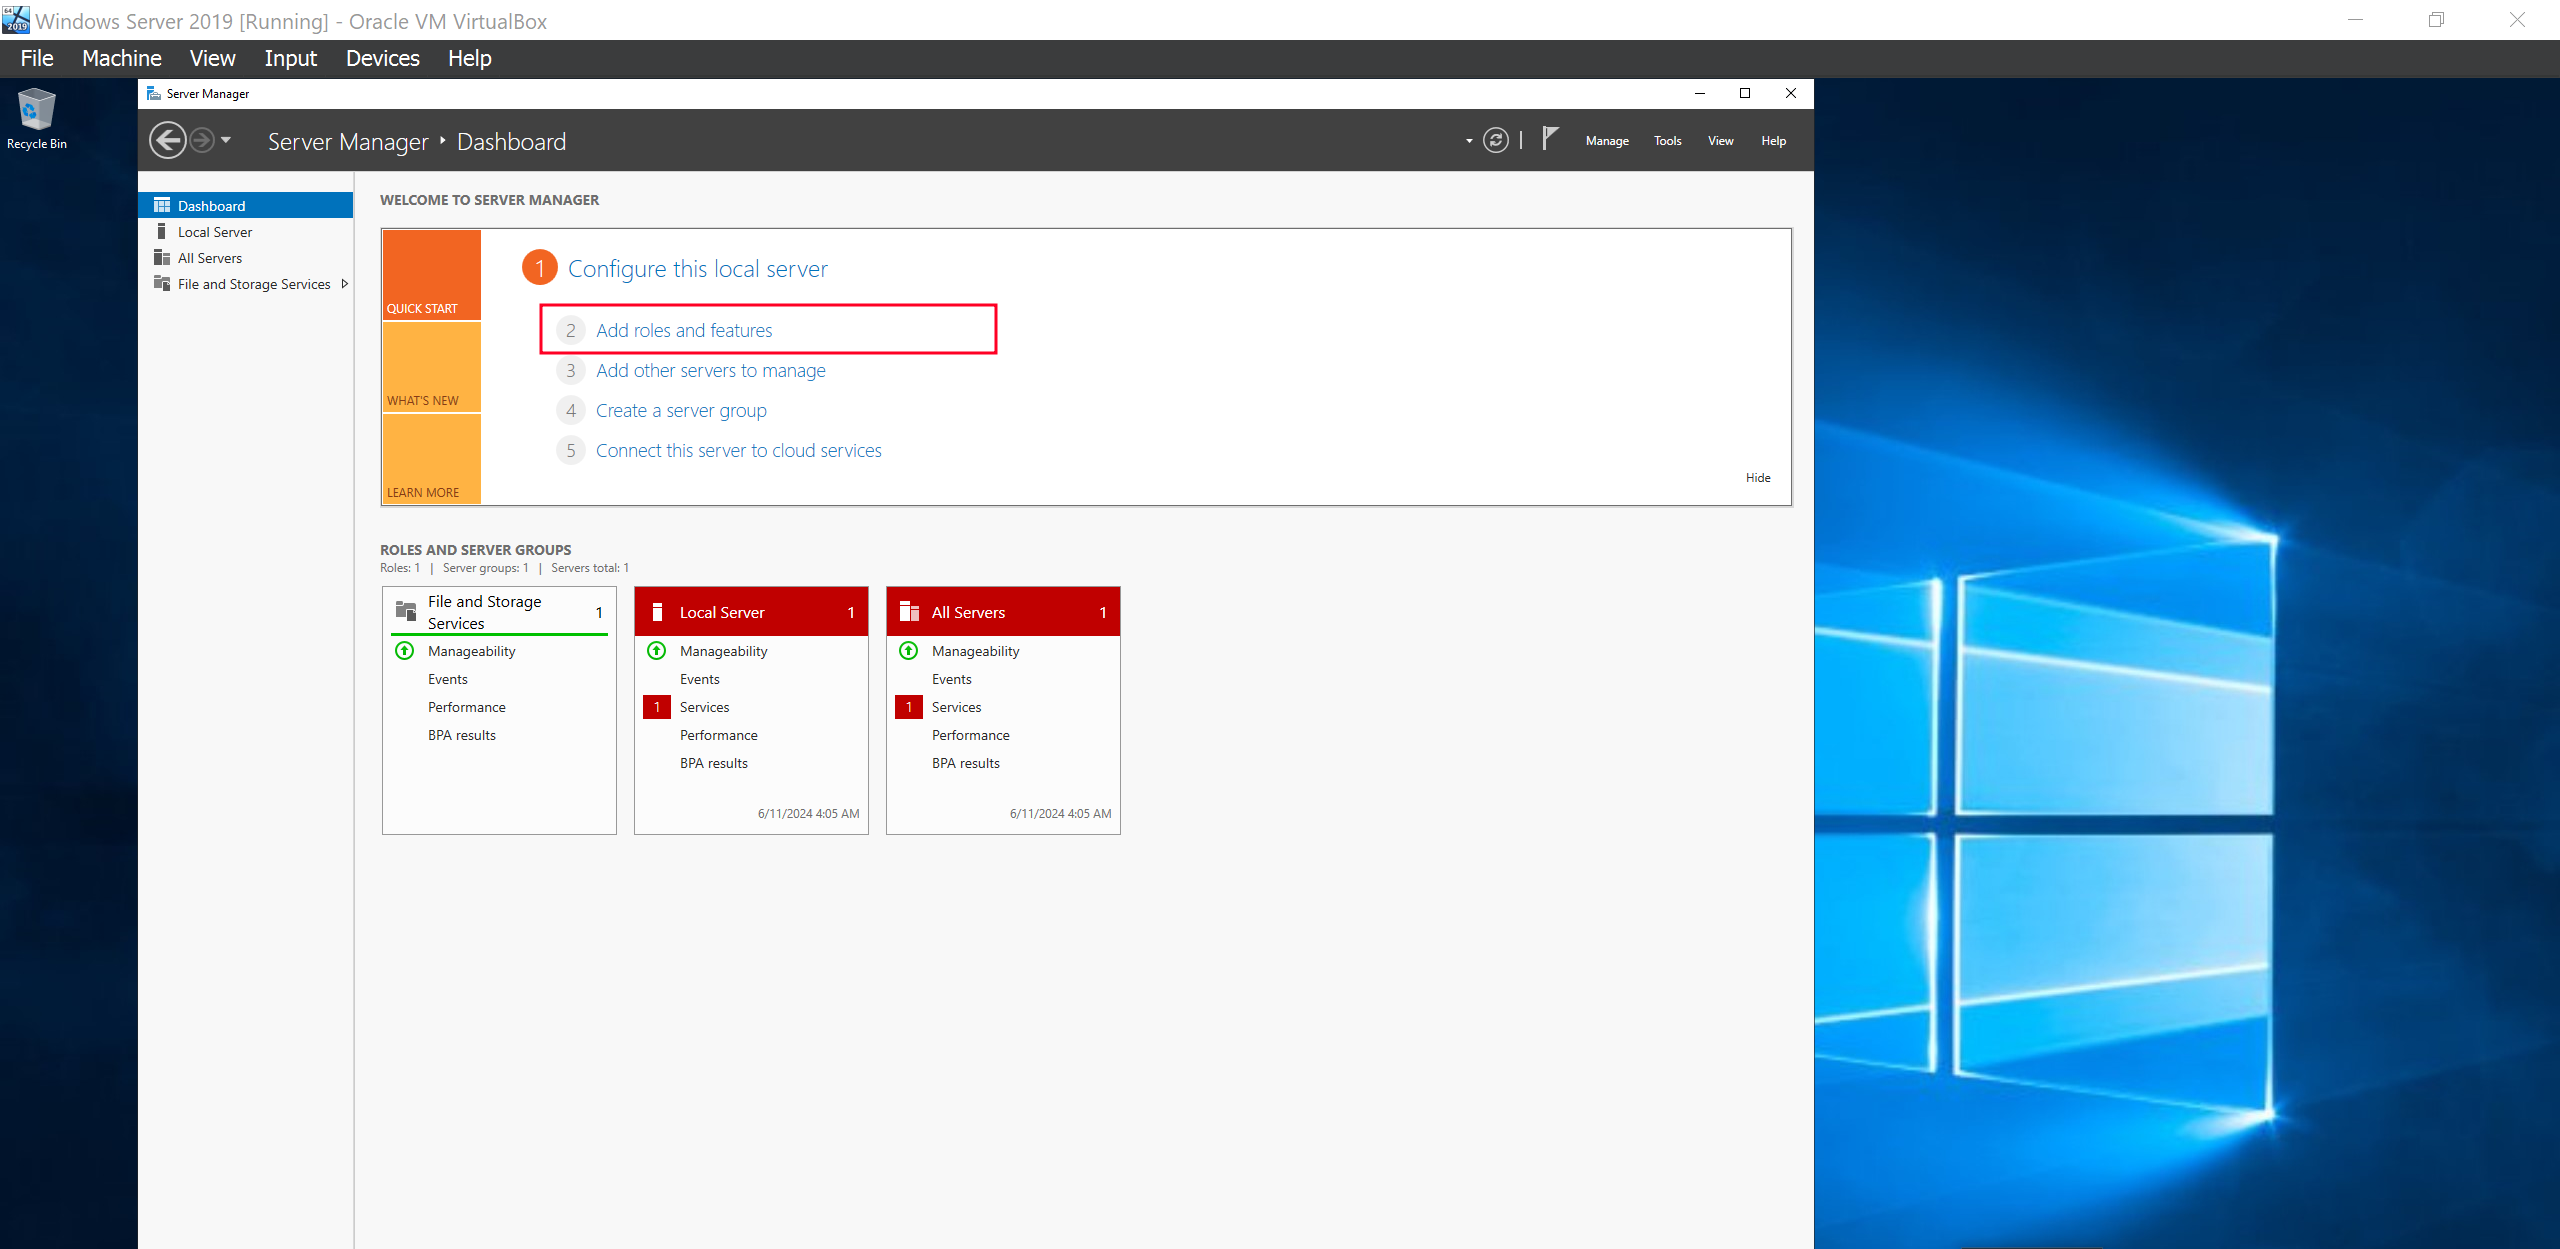 64
2019
Windows Server 2019 [Running] - Oracle VM VirtualBox
File Machine View Input Devices Help
Recycle Bin
Server Manager
Server Manager Dashboard
Manage Tools View Help
Dashboard
Local Server
All Servers
File and Storage Services
WELCOME TO SERVER MANAGER
QUICK START
WHAT'S NEW
LEARN MORE
1 Configure this local server
2 Add roles and features
3 Add other servers to manage
4 Create a server group
5 Connect this server to cloud services
Hide
ROLES AND SERVER GROUPS
Roles: 1 | Server groups: 1 | Servers total: 1
File and Storage
Services
1
Manageability
Events
Performance
BPA results
Local Server 1
Manageability
Events
1 Services
Performance
BPA results
6/11/2024 4:05 AM
All Servers 1
Manageability
Events
1 Services
Performance
BPA results
6/11/2024 4:05 AM